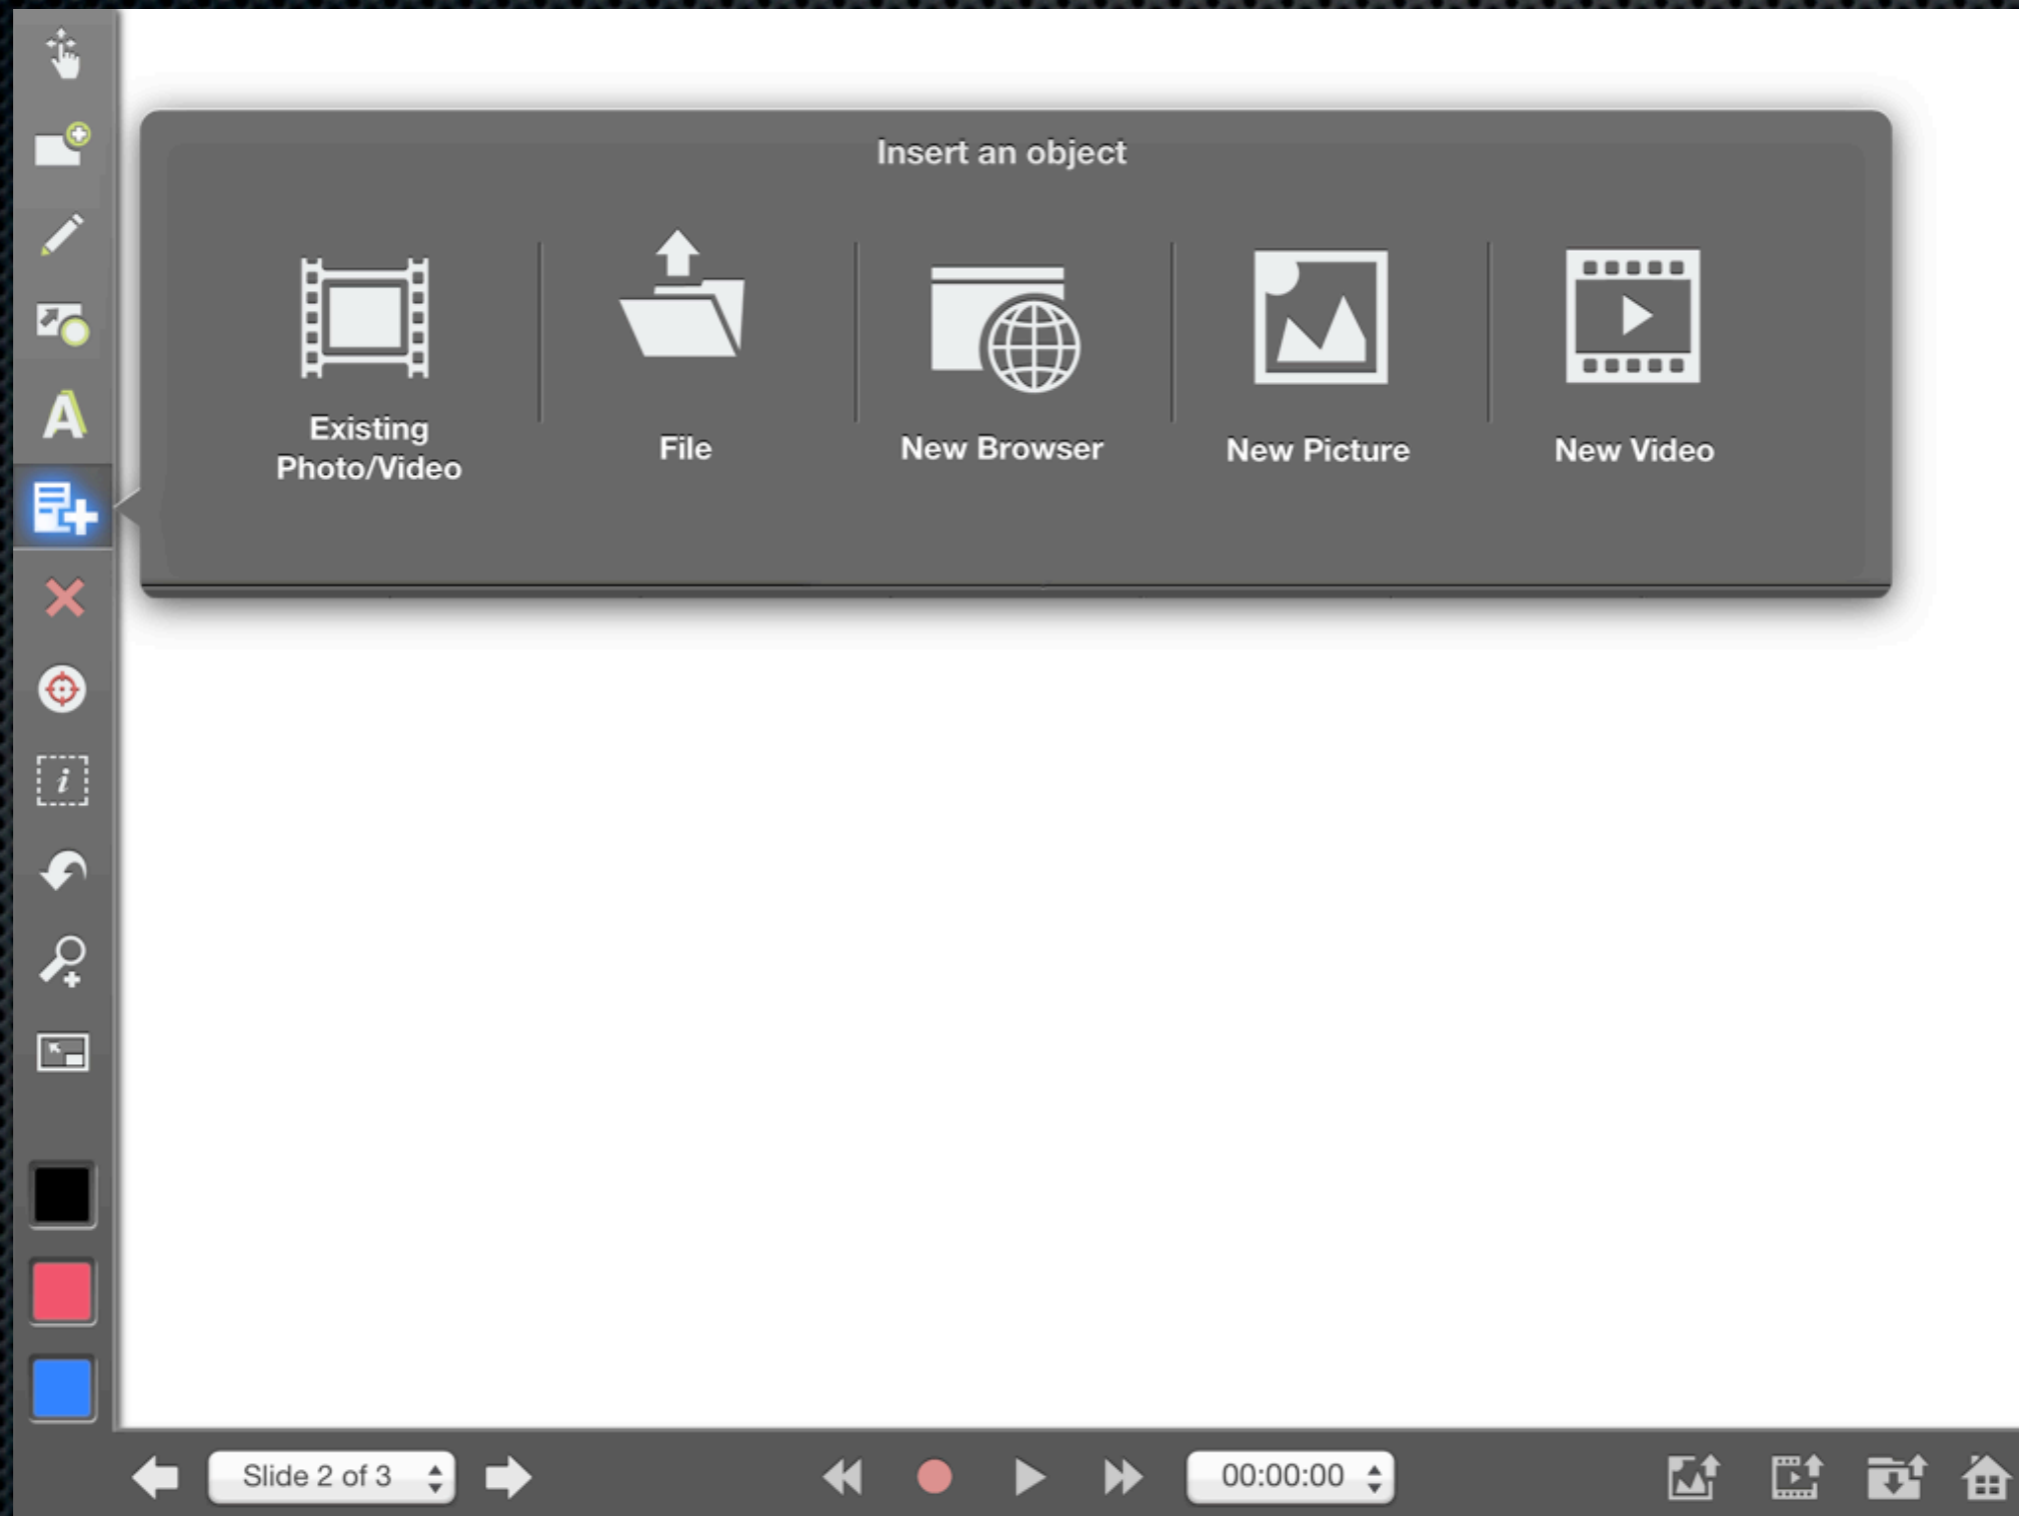 Insert an object
Existing
Photo/Video
File
New Browser
New Picture
New Video
A
i
Slide 2 of 3
00:00:00